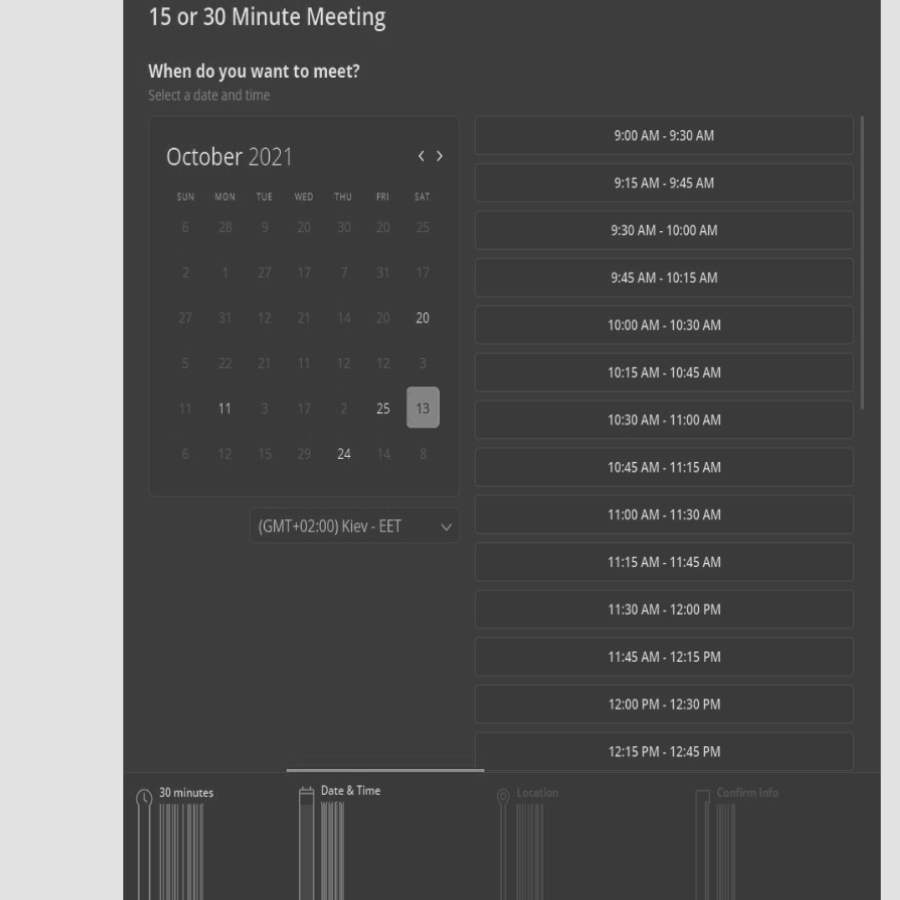 15 or 30 Minute Meeting
When do you want to meet?
Select a date and time
October 2021
SUN MON TUE WED THU FRI SAT
6 28 9 20 30 20 25
2 1 27 17 7 31 17
27 31 12 21 14 20 20
5 22 21 11 12 12 3
11 11 3 17 2 25 13
6 12 15 29 24 14 8
(GMT+02:00) Kiev - EET
9:00 AM - 9:30 AM
9:15 AM - 9:45 AM
9:30 AM - 10:00 AM
9:45 AM - 10:15 AM
10:00 AM - 10:30 AM
10:15 AM - 10:45 AM
10:30 AM - 11:00 AM
10:45 AM - 11:15 AM
11:00 AM - 11:30 AM
11:15 AM - 11:45 AM
11:30 AM - 12:00 PM
11:45 AM - 12:15 PM
12:00 PM - 12:30 PM
12:15 PM - 12:45 PM
30 minutes
Date & Time
Location
Confirm Info